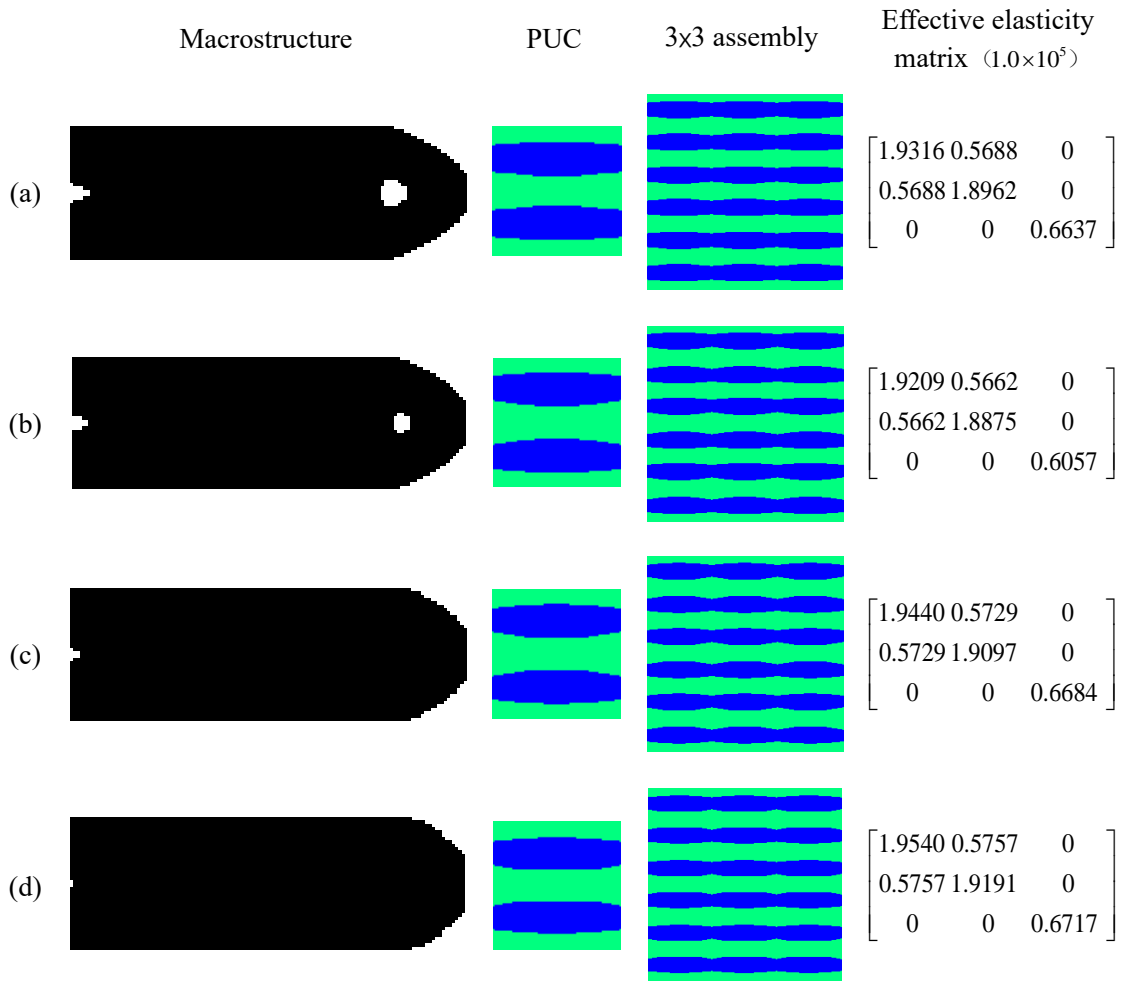 Macrostructure PUC 3x3 assembly Effective elasticity
matrix（1.0×10⁵）
(a)
1.9316 0.5688 0
0.5688 1.8962 0
0 0 0.6637
(b)
1.9209 0.5662 0
0.5662 1.8875 0
0 0 0.6057
(c)
1.9440 0.5729 0
0.5729 1.9097 0
0 0 0.6684
(d)
1.9540 0.5757 0
0.5757 1.9191 0
0 0 0.6717